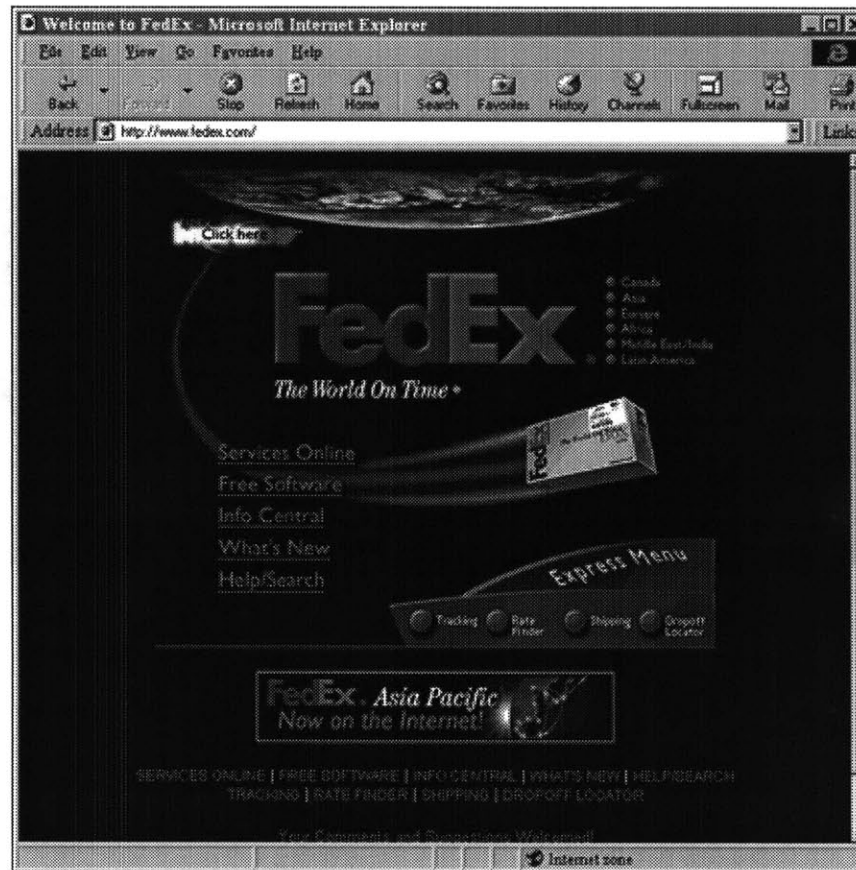 Welcome to FedEx - Microsoft Internet Explorer
File Edit View Go Favorites Help
Back Forward Stop Refresh Home Search Favorites History Channels Fullscreen Mail Print
Address http://www.fedex.com/ Links
Click here
FedEx®
Canada
Asia
Europe
Africa
Middle East/India
Latin America
The World On Time
FedEx
Services Online
Free Software
Info Central
What's New
Help/Search
Express Menu
Tracking Rate Finder Shipping Dropoff Locator
FedEx. Asia Pacific
Now on the Internet!
SERVICES ONLINE | FREE SOFTWARE | INFO CENTRAL | WHAT'S NEW | HELP/SEARCH
TRACKING | RATE FINDER | SHIPPING | DROPOFF LOCATOR
Your Comments and Suggestions Welcomed!
Internet zone